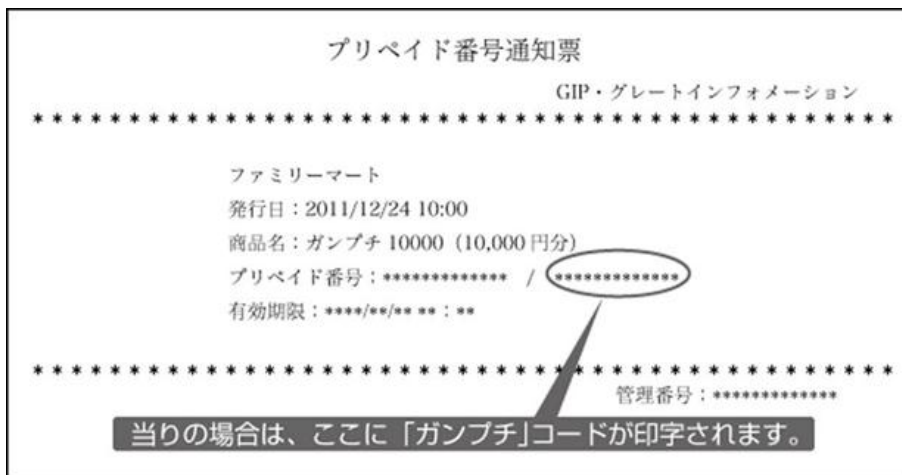 プリペイド番号通知票
GIP・グレートインフォメーション
*********************************************
ファミリーマート
発行日：2011/12/24 10:00
商品名：ガンプチ 10000（10,000 円分）
プリペイド番号：************* / *************
有効期限：****/**/** **：**
*********************************************
管理番号：*************
当りの場合は、ここに「ガンプチ」コードが印字されます。